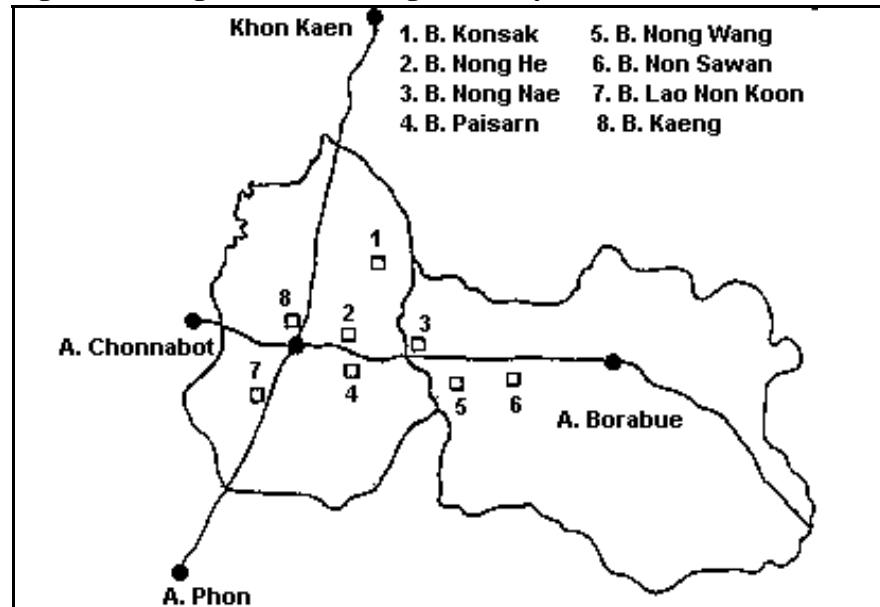 Khon Kaen
1. B. Konsak 5. B. Nong Wang
2. B. Nong He 6. B. Non Sawan
3. B. Nong Nae 7. B. Lao Non Koon
4. B. Paisarn 8. B. Kaeng
1
8
2
3
A. Chonnabot
7
4
5
6
A. Borabue
A. Phon